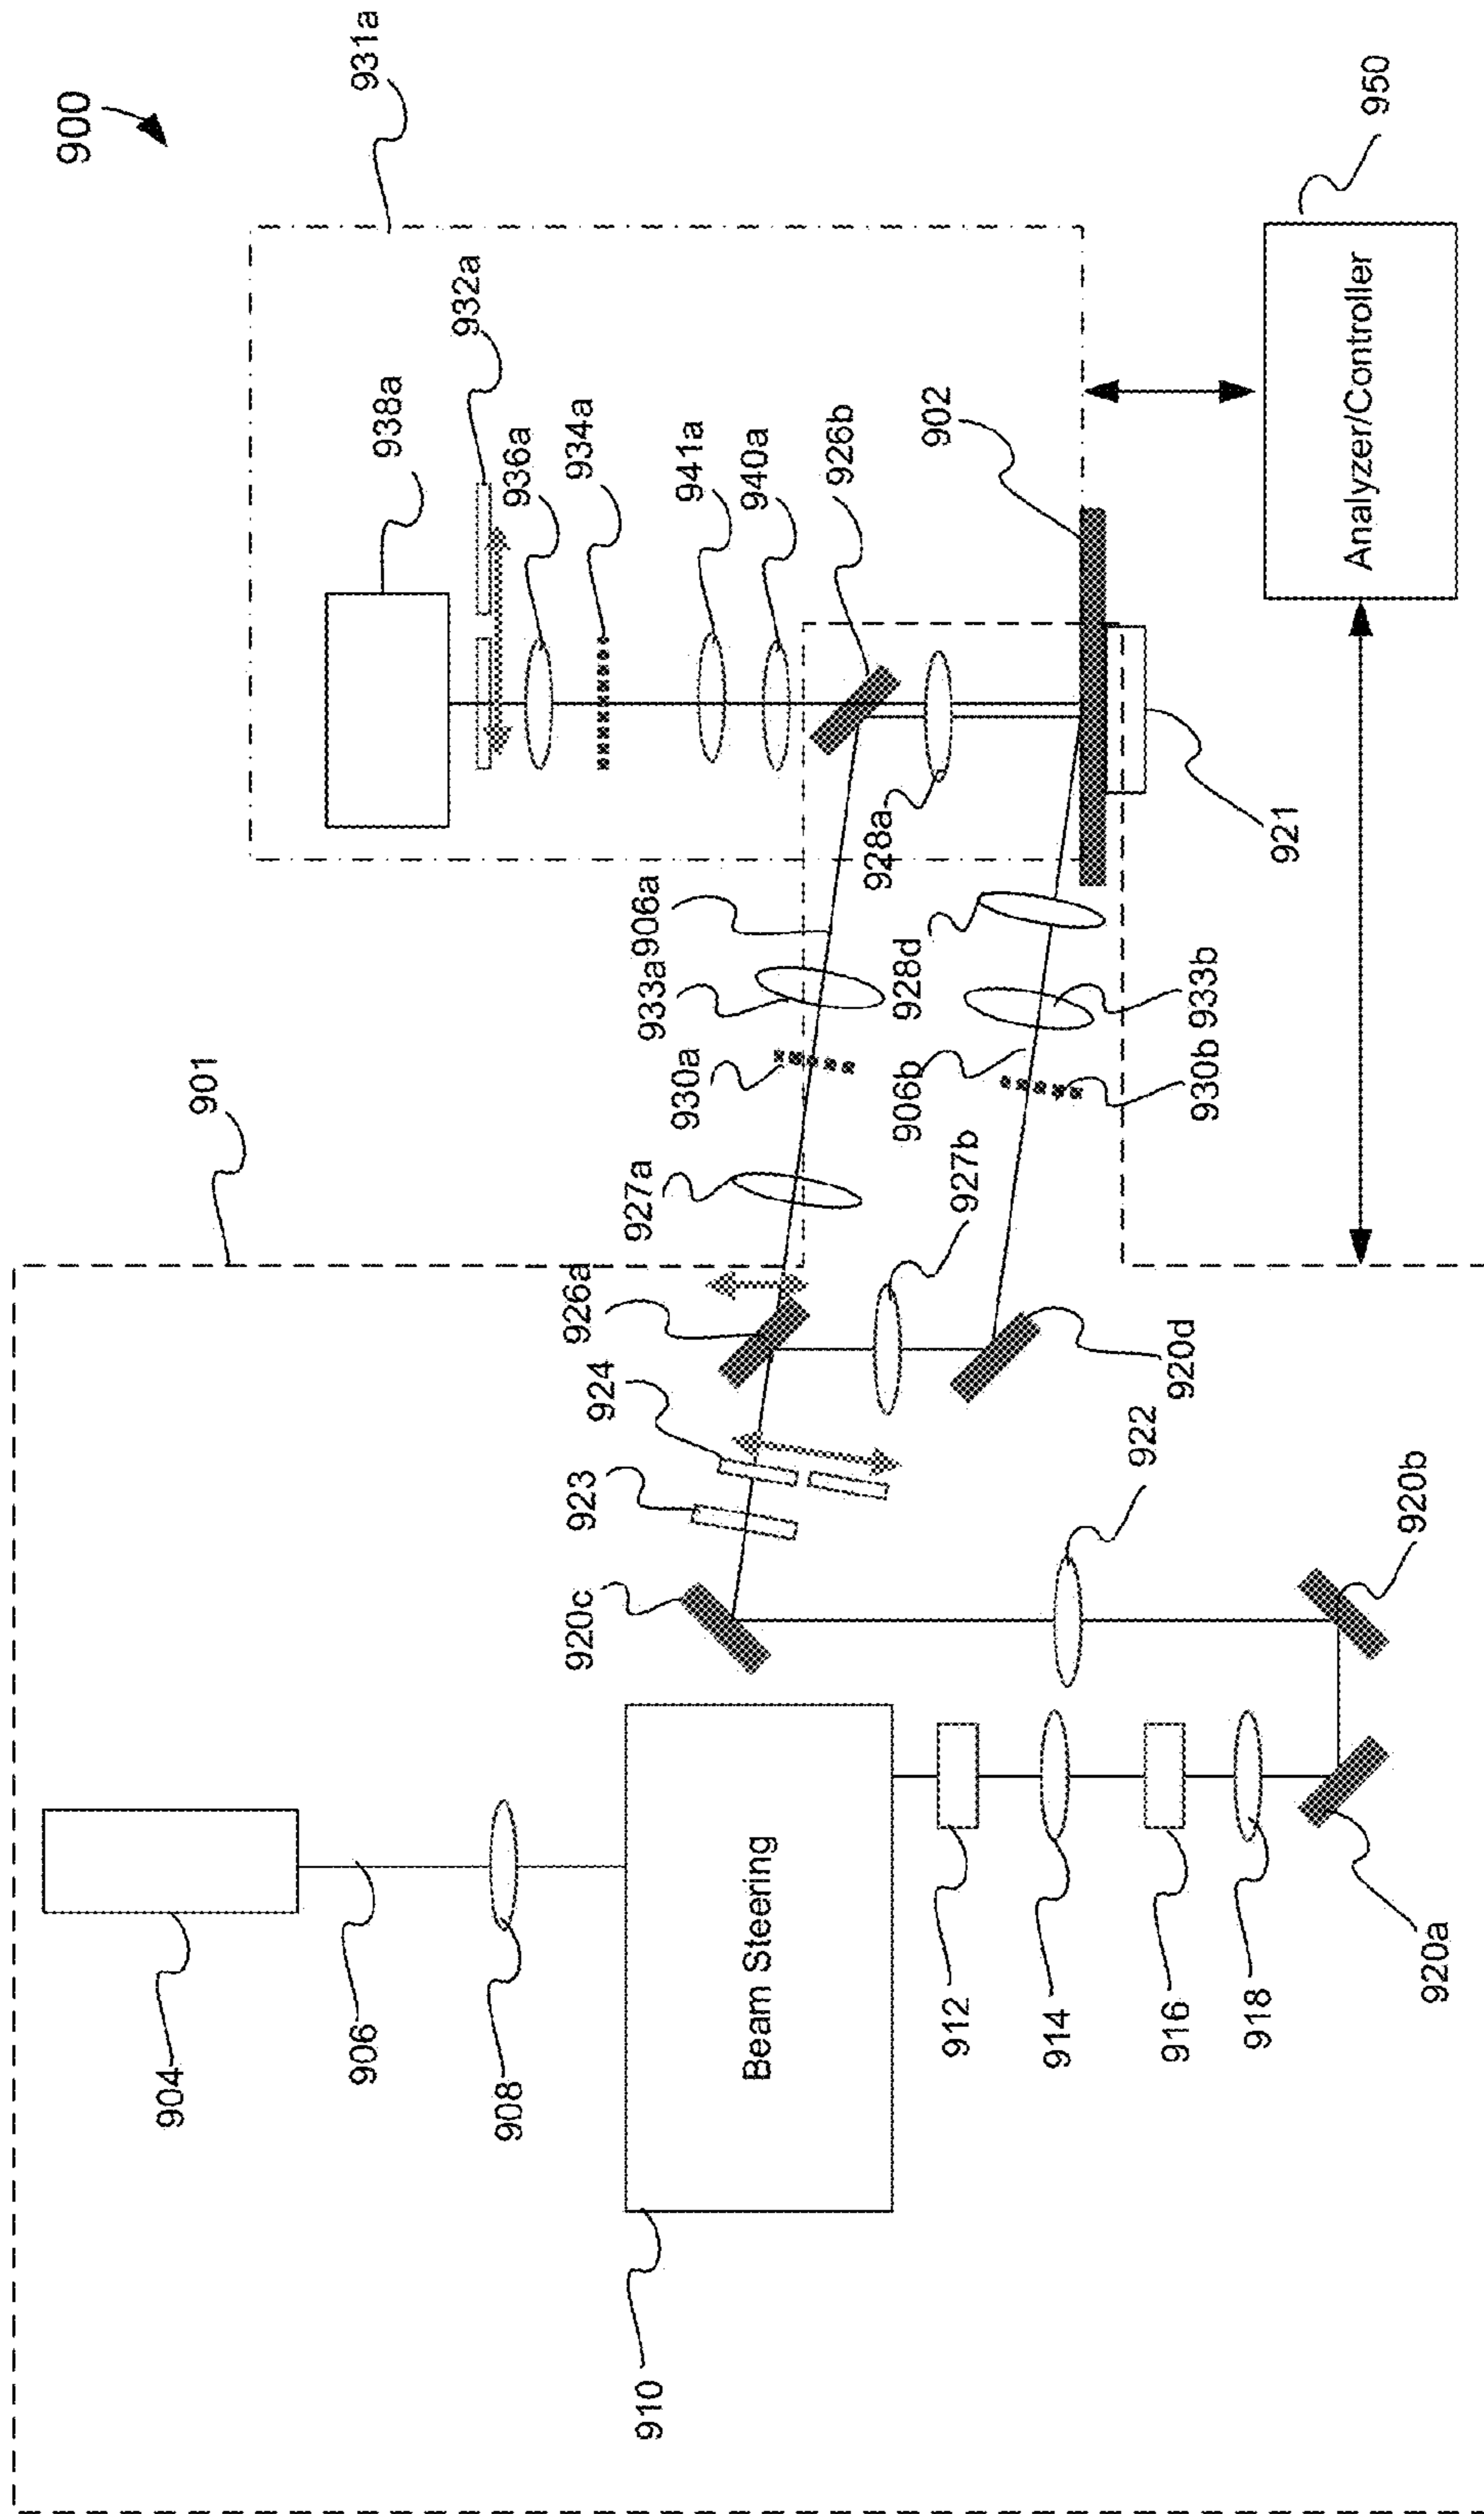 900
931a
901
938a
932a
936a
934a
941a
940a
926b
902
950
Analyzer/Controller
906a
933a
930a
927a
928a
921
928d
933b
906b
930b
927b
926a
924
923
920d
922
920b
920c
904
906
908
Beam Steering
910
912
914
916
918
920a